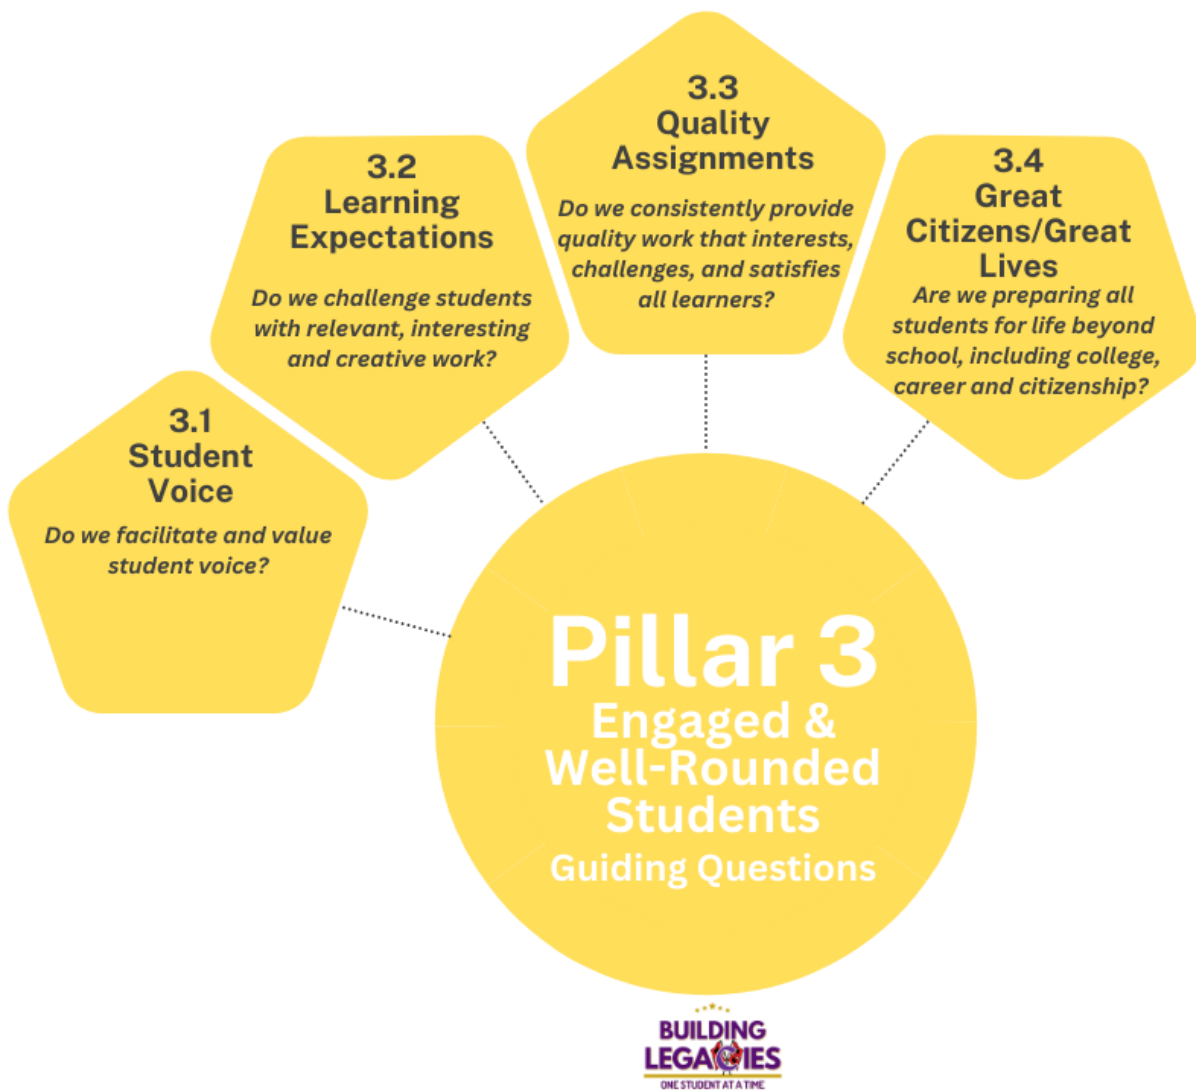 3.1
Student
Voice
Do we facilitate and value
student voice?
3.2
Learning
Expectations
Do we challenge students
with relevant, interesting
and creative work?
3.3
Quality
Assignments
Do we consistently provide
quality work that interests,
challenges, and satisfies
all learners?
3.4
Great
Citizens/Great
Lives
Are we preparing all
students for life beyond
school, including college,
career and citizenship?
Pillar 3
Engaged &
Well-Rounded
Students
Guiding Questions
BUILDING
LEGACIES
ONE STUDENT AT A TIME